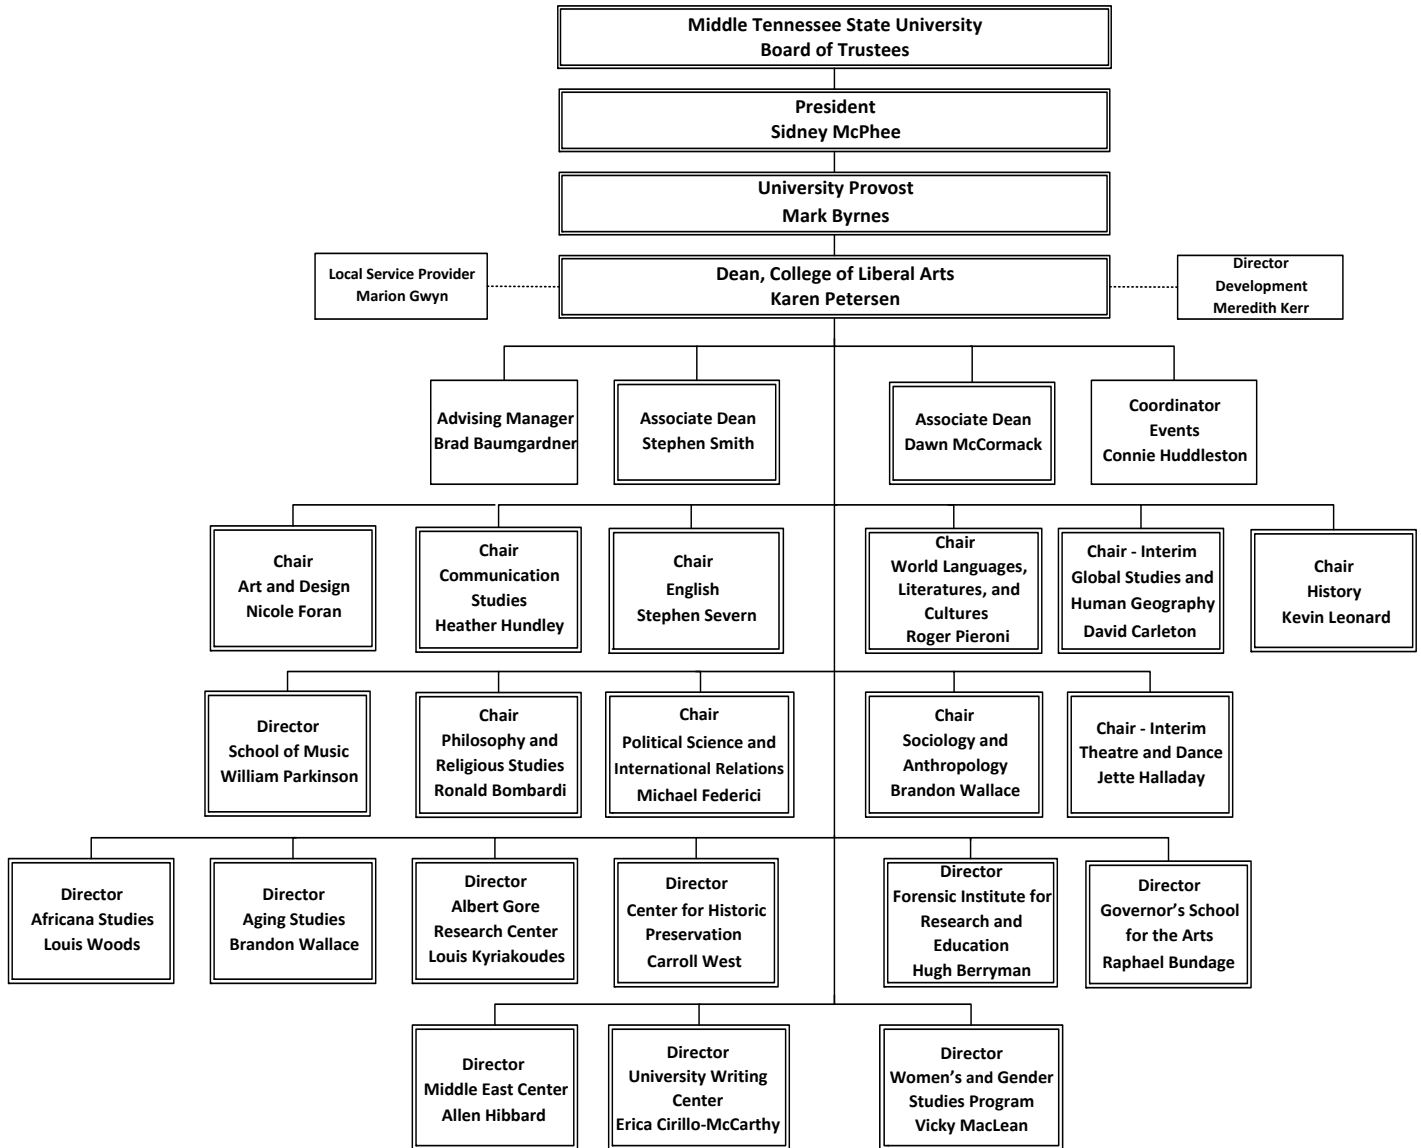 Middle Tennessee State University
Board of Trustees
President
Sidney McPhee
University Provost
Mark Byrnes
Local Service Provider
Marion Gwyn
Dean, College of Liberal Arts
Karen Petersen
Director
Development
Meredith Kerr
Advising Manager
Brad Baumgardner
Associate Dean
Stephen Smith
Associate Dean
Dawn McCormack
Coordinator
Events
Connie Huddleston
Chair
Art and Design
Nicole Foran
Chair
Communication
Studies
Heather Hundley
Chair
English
Stephen Severn
Chair
World Languages,
Literatures, and
Cultures
Roger Pieroni
Chair - Interim
Global Studies and
Human Geography
David Carleton
Chair
History
Kevin Leonard
Director
School of Music
William Parkinson
Chair
Philosophy and
Religious Studies
Ronald Bombardi
Chair
Political Science and
International Relations
Michael Federici
Chair
Sociology and
Anthropology
Brandon Wallace
Chair - Interim
Theatre and Dance
Jette Halladay
Director
Africana Studies
Louis Woods
Director
Aging Studies
Brandon Wallace
Director
Albert Gore
Research Center
Louis Kyriakoudes
Director
Center for Historic
Preservation
Carroll West
Director
Forensic Institute for
Research and
Education
Hugh Berryman
Director
Governor’s School
for the Arts
Raphael Bundage
Director
Middle East Center
Allen Hibbard
Director
University Writing
Center
Erica Cirillo-McCarthy
Director
Women’s and Gender
Studies Program
Vicky MacLean